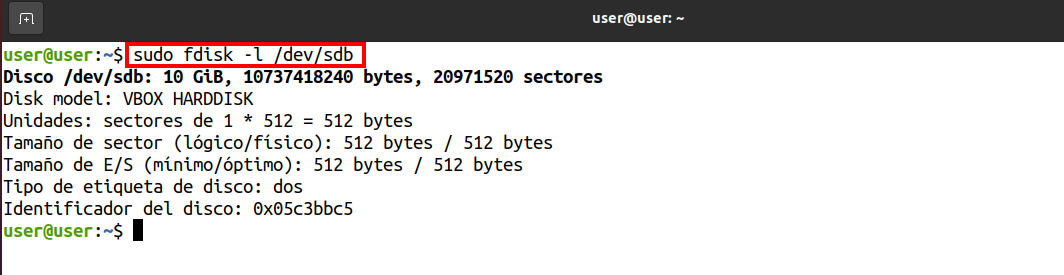 user@user: ~
user@user:~$ sudo fdisk -l /dev/sdb
Disco /dev/sdb: 10 GiB, 10737418240 bytes, 20971520 sectores
Disk model: VBOX HARDDISK
Unidades: sectores de 1 * 512 = 512 bytes
Tamaño de sector (lógico/físico): 512 bytes / 512 bytes
Tamaño de E/S (mínimo/óptimo): 512 bytes / 512 bytes
Tipo de etiqueta de disco: dos
Identificador del disco: 0x05c3bbc5
user@user:~$